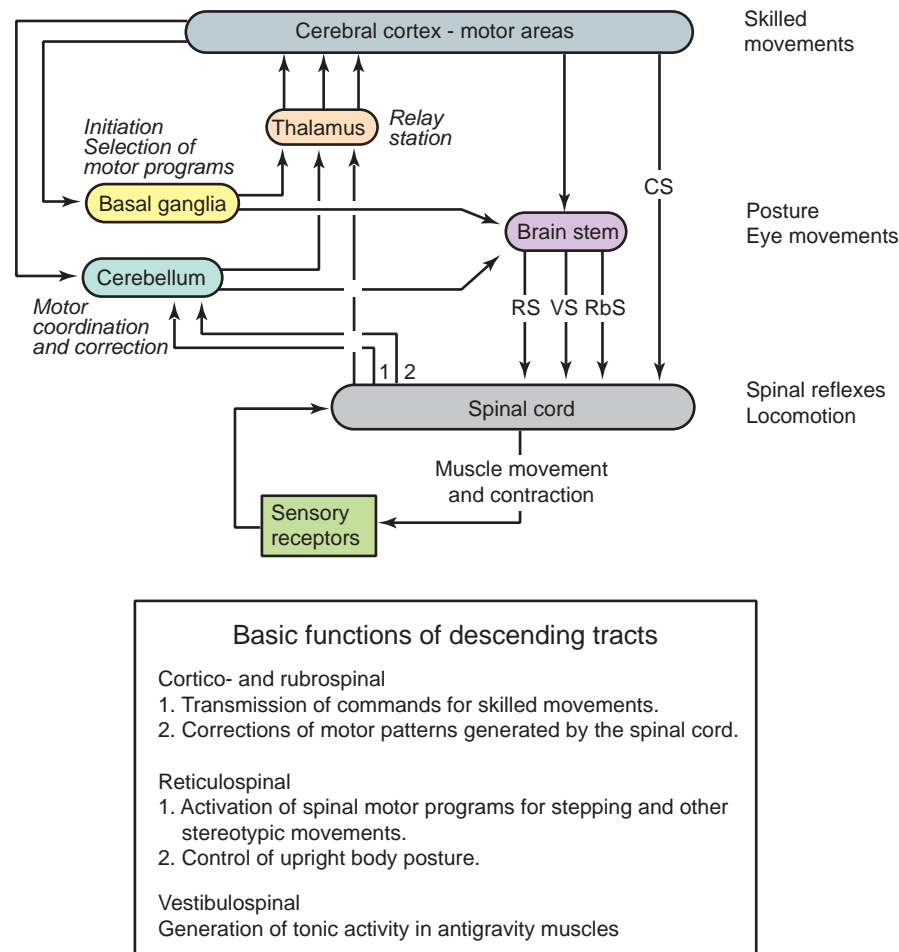 Cerebral cortex - motor areas
Skilled
movements
Initiation
Selection of
motor programs
Thalamus
Relay
station
Basal ganglia
CS
Brain stem
Posture
Eye movements
Cerebellum
Motor
coordination
and correction
RS VS RbS
1 2
Spinal cord
Spinal reflexes
Locomotion
Muscle movement
and contraction
Sensory
receptors
Basic functions of descending tracts
Cortico- and rubrospinal
1. Transmission of commands for skilled movements.
2. Corrections of motor patterns generated by the spinal cord.
Reticulospinal
1. Activation of spinal motor programs for stepping and other
stereotypic movements.
2. Control of upright body posture.
Vestibulospinal
Generation of tonic activity in antigravity muscles